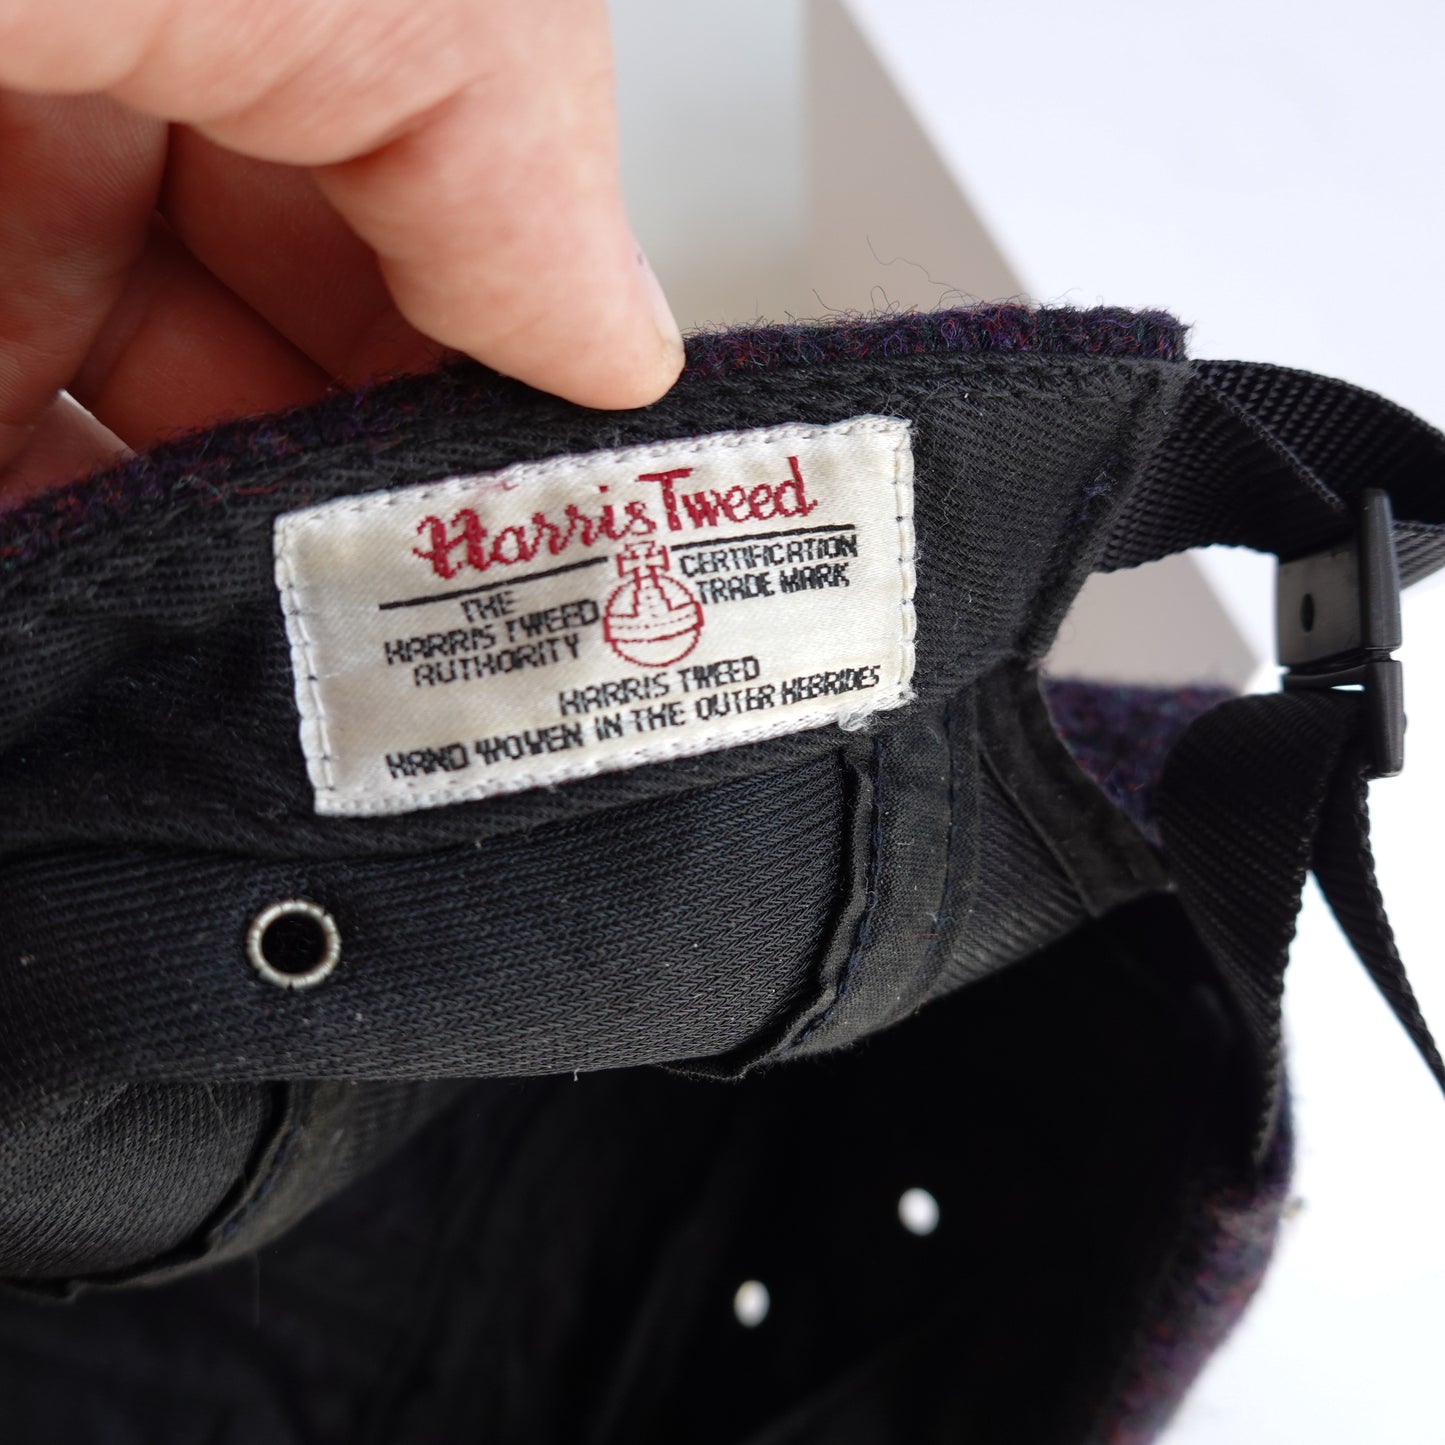 Harris Tweed
THE
HARRIS TWEED
AUTHORITY
CERTIFICATION
TRADE MARK
HARRIS TWEED
HAND WOVEN IN THE OUTER HEBRIDES